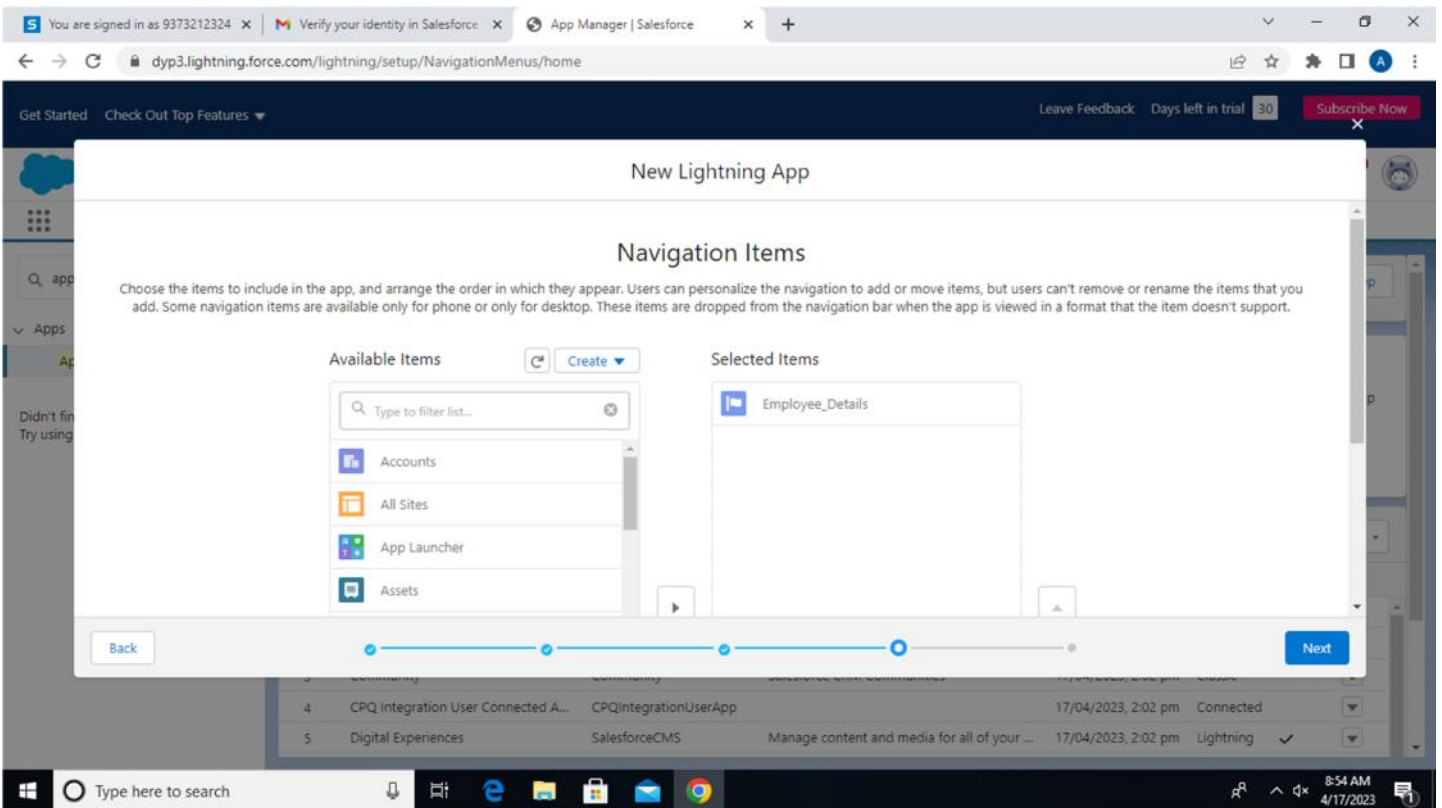 You are signed in as 9373212324
Verify your identity in Salesforce
App Manager | Salesforce
dyp3.lightning.force.com/lightning/setup/NavigationMenus/home
A
Get Started Check Out Top Features
Leave Feedback Days left in trial 30 Subscribe Now
New Lightning App
app
Navigation Items
Choose the items to include in the app, and arrange the order in which they appear. Users can personalize the navigation to add or move items, but users can't remove or rename the items that you
add. Some navigation items are available only for phone or only for desktop. These items are dropped from the navigation bar when the app is viewed in a format that the item doesn't support.
Apps
Ap
Available Items Create Selected Items
Type to filter list... Employee_Details
Didn't fin
Try using
Accounts
All Sites
App Launcher
Assets
Back Next
4 CPQ Integration User Connected A... CPQIntegrationUserApp 17/04/2023, 2:02 pm Connected
5 Digital Experiences SalesforceCMS Manage content and media for all of your ... 17/04/2023, 2:02 pm Lightning
Type here to search
8:54 AM
4/17/2023